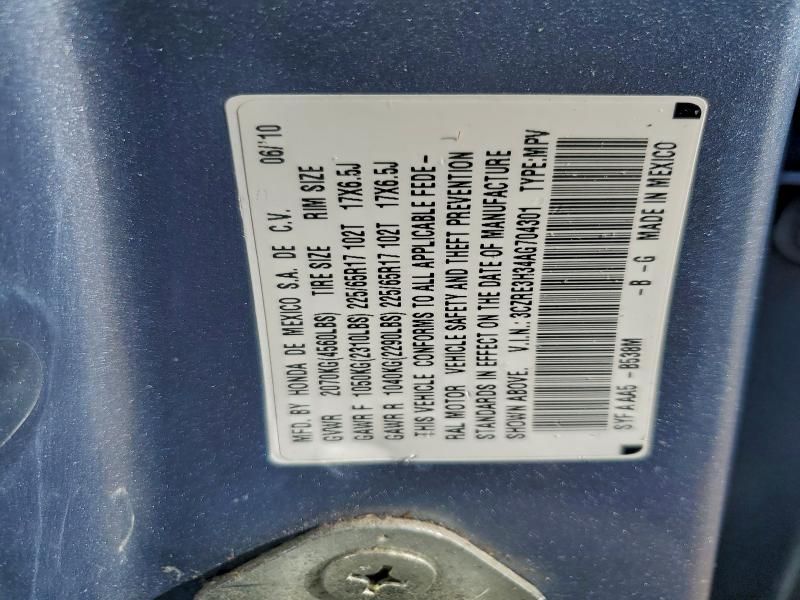 MFD. BY HONDA DE MEXICO S.A. DE C.V. 06/'10
GVWR 2070KG(4560LBS) TIRE SIZE RIM SIZE
GAWR F 1050KG(2310LBS) 225/65R17 102T 17X6.5J
GAWR R 1040KG(2290LBS) 225/65R17 102T 17X6.5J
THIS VEHICLE CONFORMS TO ALL APPLICABLE FEDE-
RAL MOTOR VEHICLE SAFETY AND THEFT PREVENTION
STANDARDS IN EFFECT ON THE DATE OF MANUFACTURE
SHOWN ABOVE. V.I.N.: 3CZRE3H34AG704301 TYPE:MPV
SYFA AA5 -B538M -B -G MADE IN MEXICO